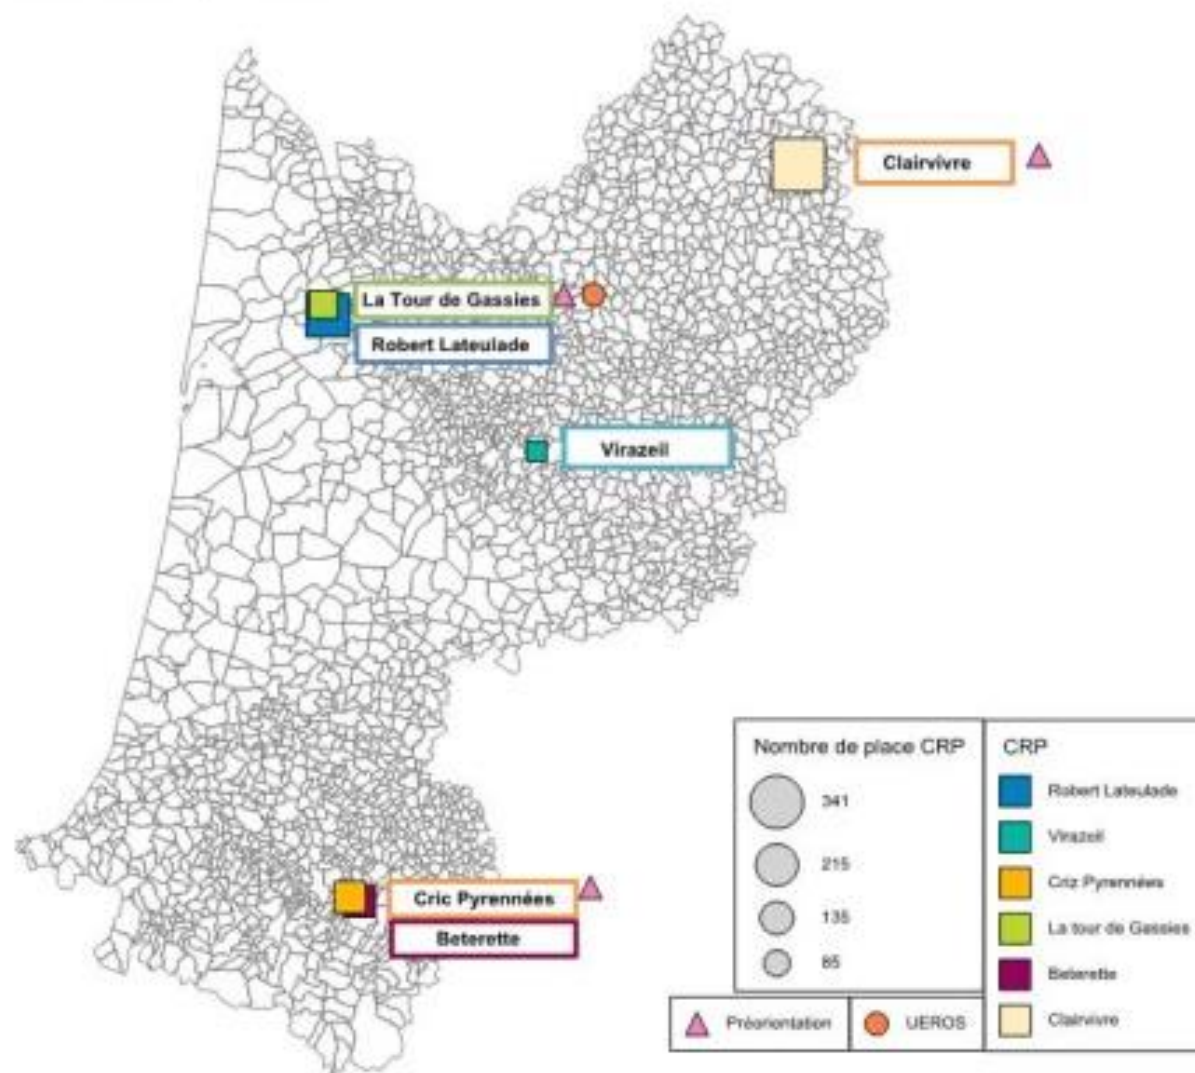 Clairvivre
La Tour de Gassies
Robert Lateulade
Virazeil
Cric Pyrennées
Beterette
Nombre de place CRP
341
215
135
85
CRP
Robert Lateulade
Virazeil
Criz Pyrennées
La tour de Gassies
Beterette
Clairvivre
Préorientation
UEROS